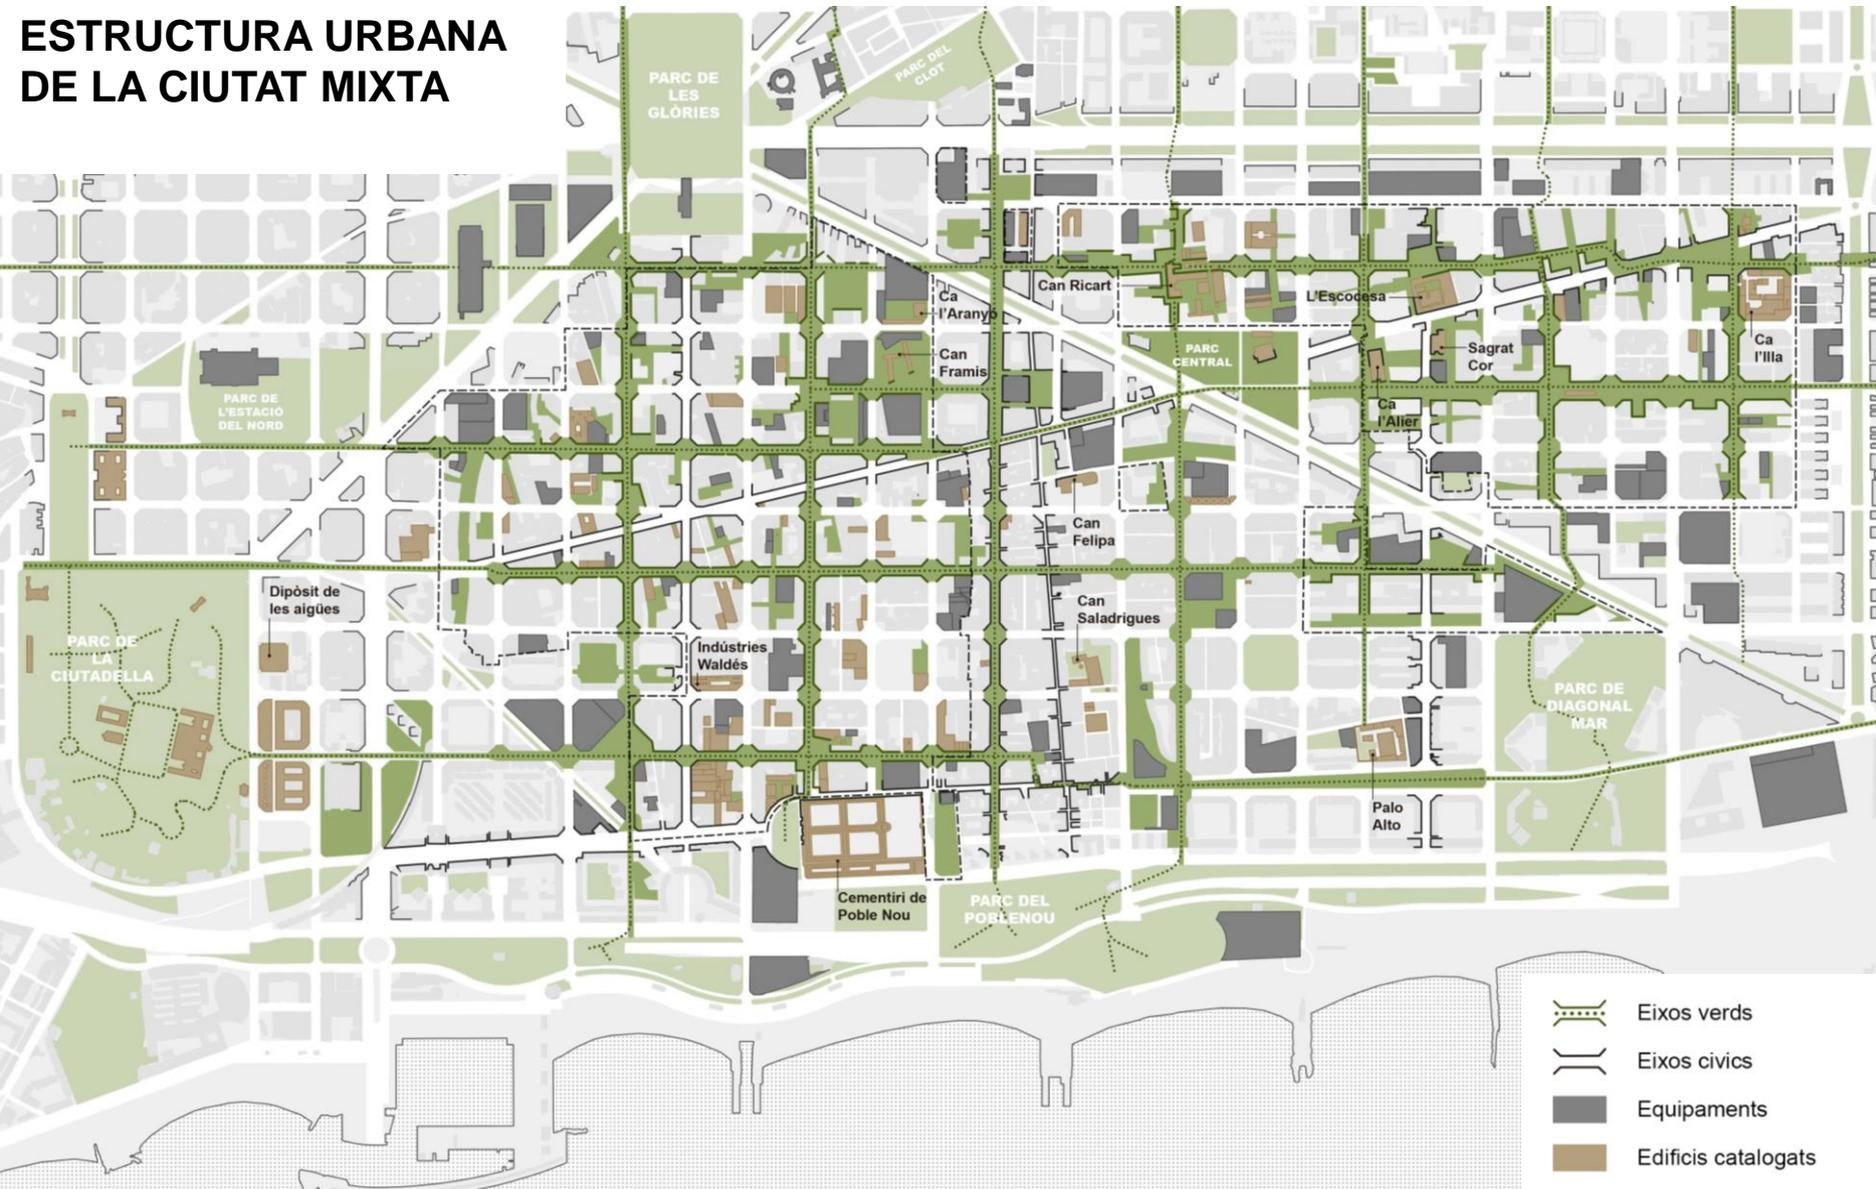 ESTRUCTURA URBANA
DE LA CIUTAT MIXTA
PARC DE
LES
GLÒRIES
PARC DEL
CLOT
Can Ricart
L'Escocesa
Ca
l'Aranyó
Can
Framis
PARC
CENTRAL
Sagrat
Cor
Ca
l'Illa
PARC DE
L'ESTACIÓ
DEL NORD
Ca
l'Alier
Can
Felipa
Dipòsit de
les aigües
Can
Saladrigues
PARC DE
LA
CIUTADELLA
Indústries
Waldés
PARC DE
DIAGONAL
MAR
Palo
Alto
Cementiri de
Poble Nou
PARC DEL
POBLENOU
Eixos verds
Eixos civics
Equipaments
Edificis catalogats